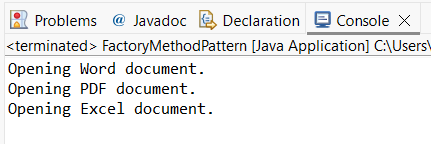 Problems @ Javadoc Declaration Console
<terminated> FactoryMethodPattern [Java Application] C:\Users\
Opening Word document.
Opening PDF document.
Opening Excel document.